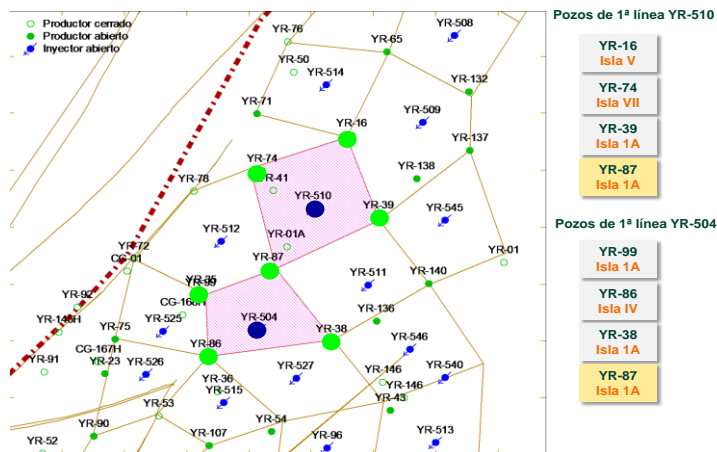 Productor cerrado
Productor abierto
Inyector abierto
YR-76
YR-65
YR-508
YR-50
YR-514
YR-132
YR-71
YR-16
YR-509
YR-137
YR-74
YR-138
YR-78
YR-41
YR-510
YR-39
YR-545
YR-512
YR-01A
YR-72
CG-01
YR-87
YR-01
YR-511
YR-140
YR-35
YR-99
YR-92
CG-168H
YR-136
YR-148H
YR-525
YR-504
YR-38
YR-75
YR-86
YR-546
YR-91
CG-167H
YR-23
YR-526
YR-527
YR-146
YR-540
YR-36
YR-515
YR-146
YR-43
YR-53
YR-54
YR-90
YR-107
YR-52
YR-96
YR-513
Pozos de 1ª línea YR-510
YR-16
Isla V
YR-74
Isla VII
YR-39
Isla 1A
YR-87
Isla 1A
Pozos de 1ª línea YR-504
YR-99
Isla 1A
YR-86
Isla IV
YR-38
Isla 1A
YR-87
Isla 1A